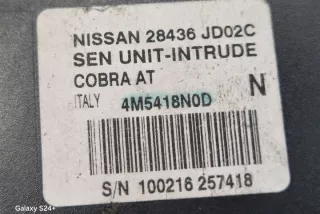 NISSAN 28436 JD02C
SEN UNIT-INTRUDE
COBRA AT
N
ITALY 4M5418N0D
S/N 100216 257418
Galaxy S24+